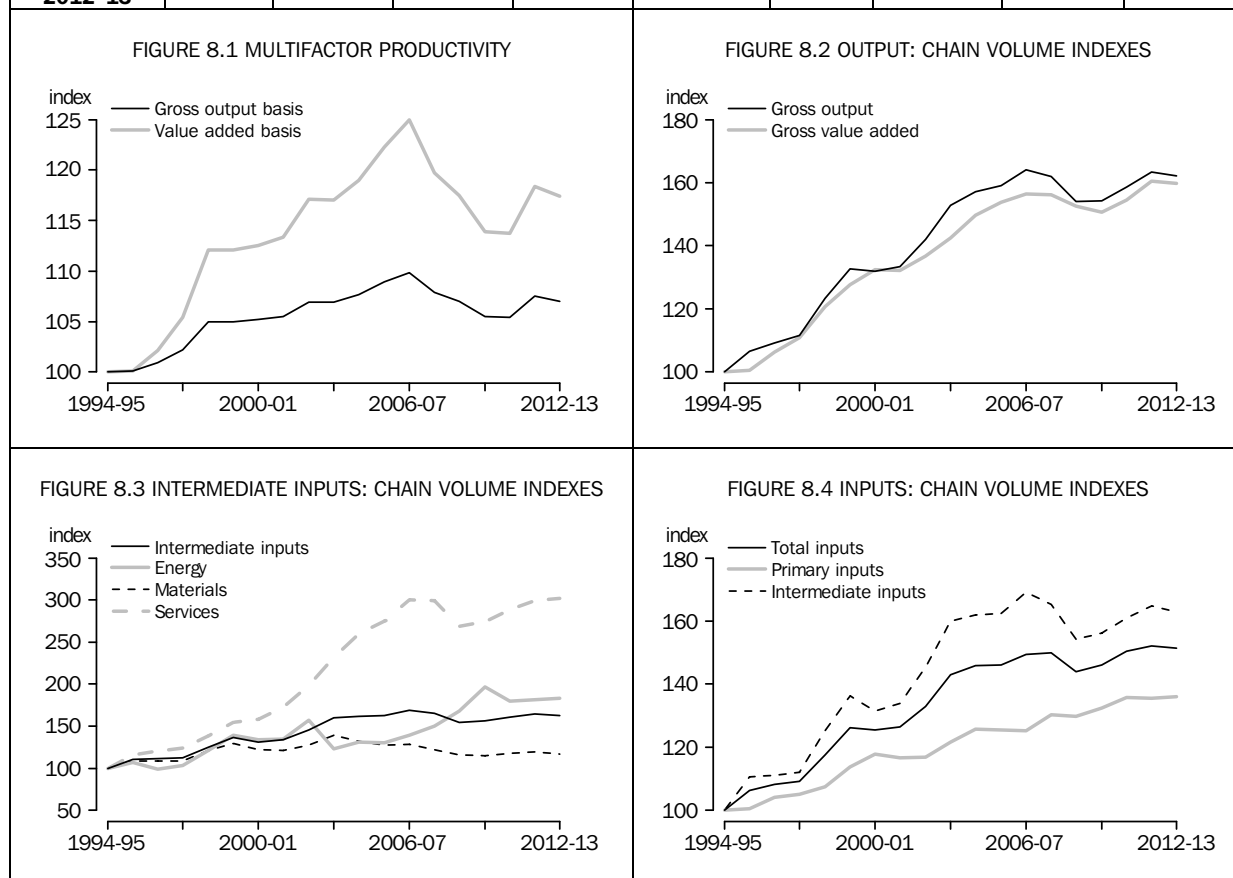 2012–13
FIGURE 8.1 MULTIFACTOR PRODUCTIVITY
index
Gross output basis
Value added basis
125
120
115
110
105
100
1994-95 2000-01 2006-07 2012-13
FIGURE 8.2 OUTPUT: CHAIN VOLUME INDEXES
index
Gross output
Gross value added
180
160
140
120
100
1994-95 2000-01 2006-07 2012-13
FIGURE 8.3 INTERMEDIATE INPUTS: CHAIN VOLUME INDEXES
index
Intermediate inputs
Energy
Materials
Services
350
300
250
200
150
100
50
1994-95 2000-01 2006-07 2012-13
FIGURE 8.4 INPUTS: CHAIN VOLUME INDEXES
index
Total inputs
Primary inputs
Intermediate inputs
180
160
140
120
100
1994-95 2000-01 2006-07 2012-13